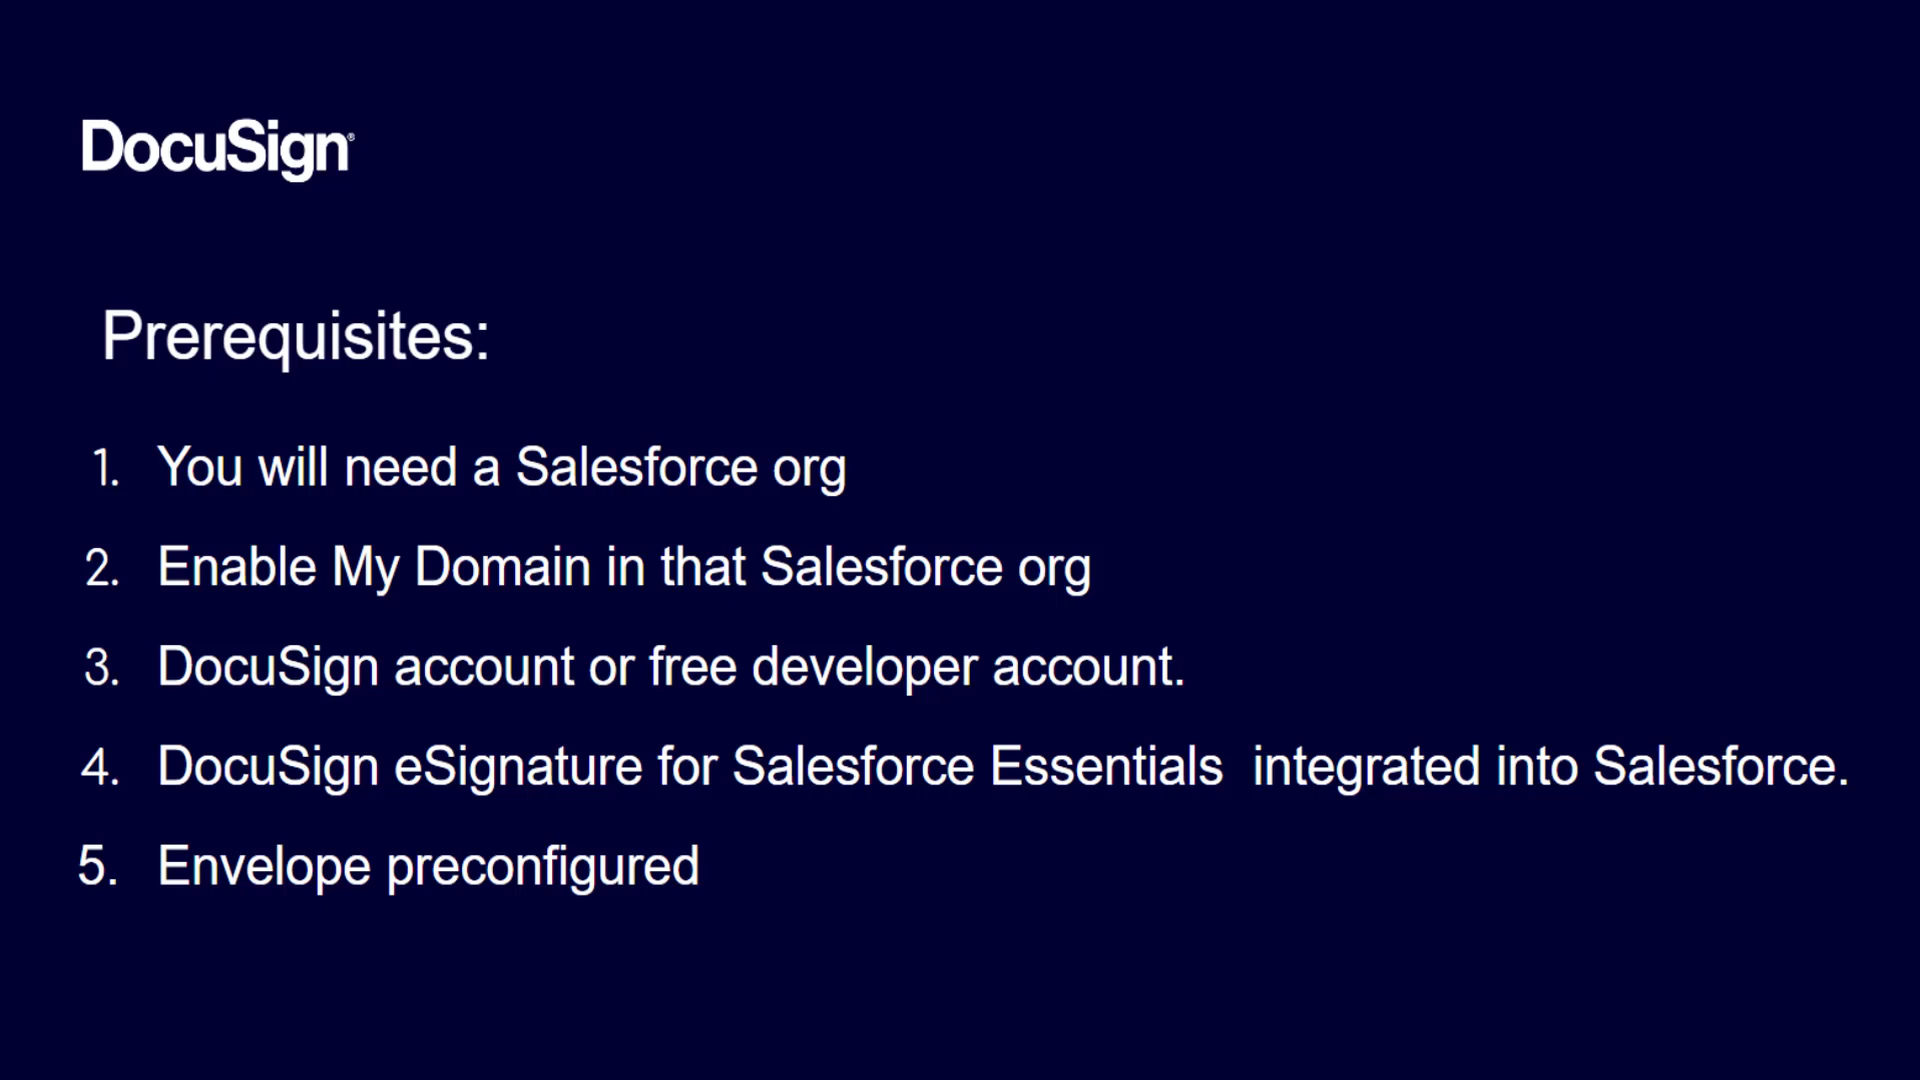 DocuSign®
Prerequisites:
1. You will need a Salesforce org
2. Enable My Domain in that Salesforce org
3. DocuSign account or free developer account.
4. DocuSign eSignature for Salesforce Essentials  integrated into Salesforce.
5. Envelope preconfigured